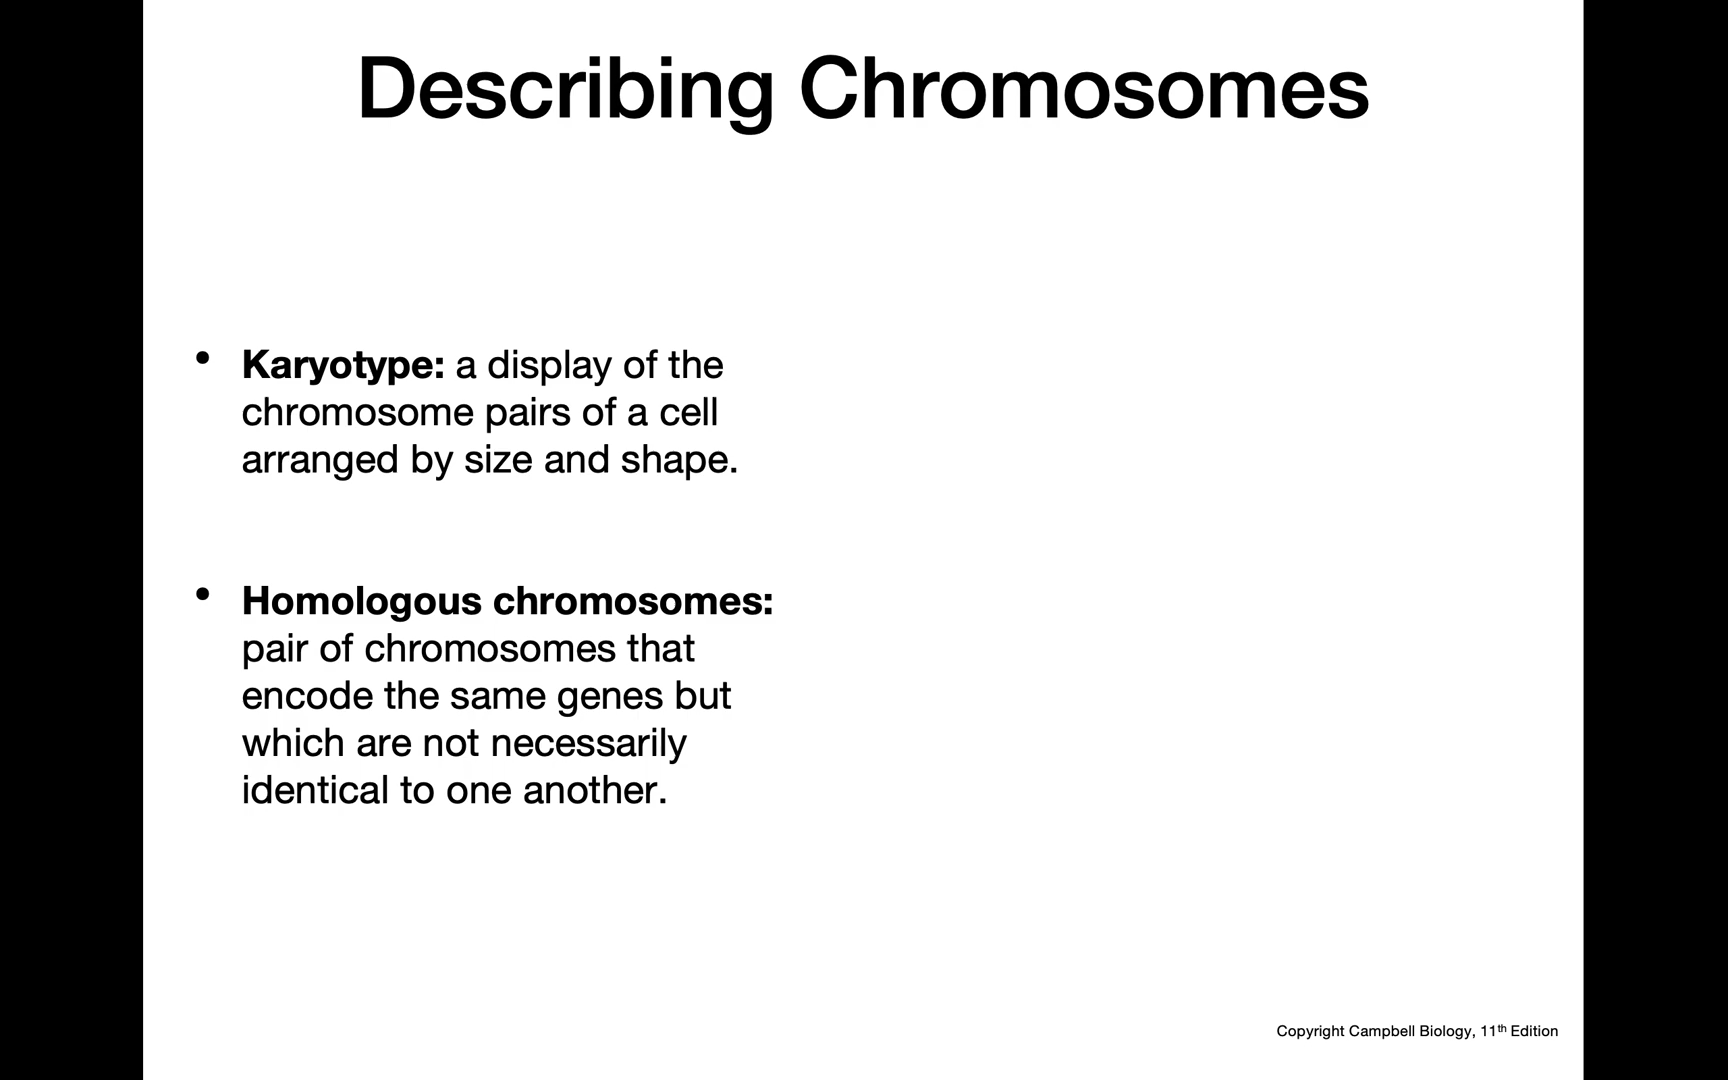 Describing Chromosomes
• Karyotype: a display of the
chromosome pairs of a cell
arranged by size and shape.
• Homologous chromosomes:
pair of chromosomes that
encode the same genes but
which are not necessarily
identical to one another.
Copyright Campbell Biology, 11th Edition